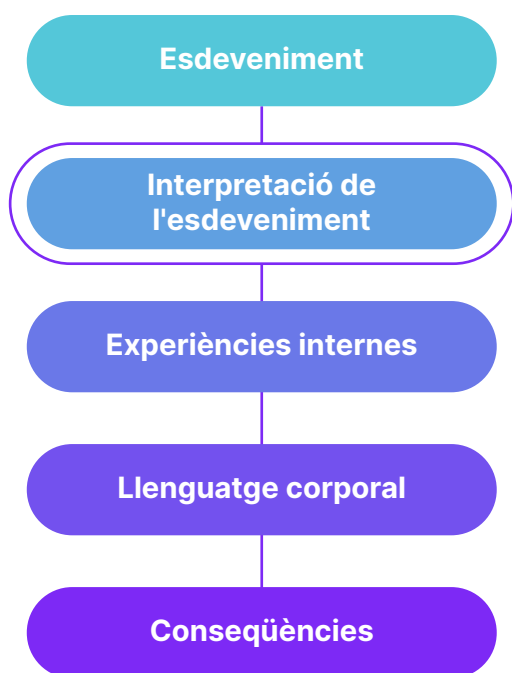 Esdeveniment
Interpretació de
l'esdeveniment
Experiències internes
Llenguatge corporal
Conseqüències